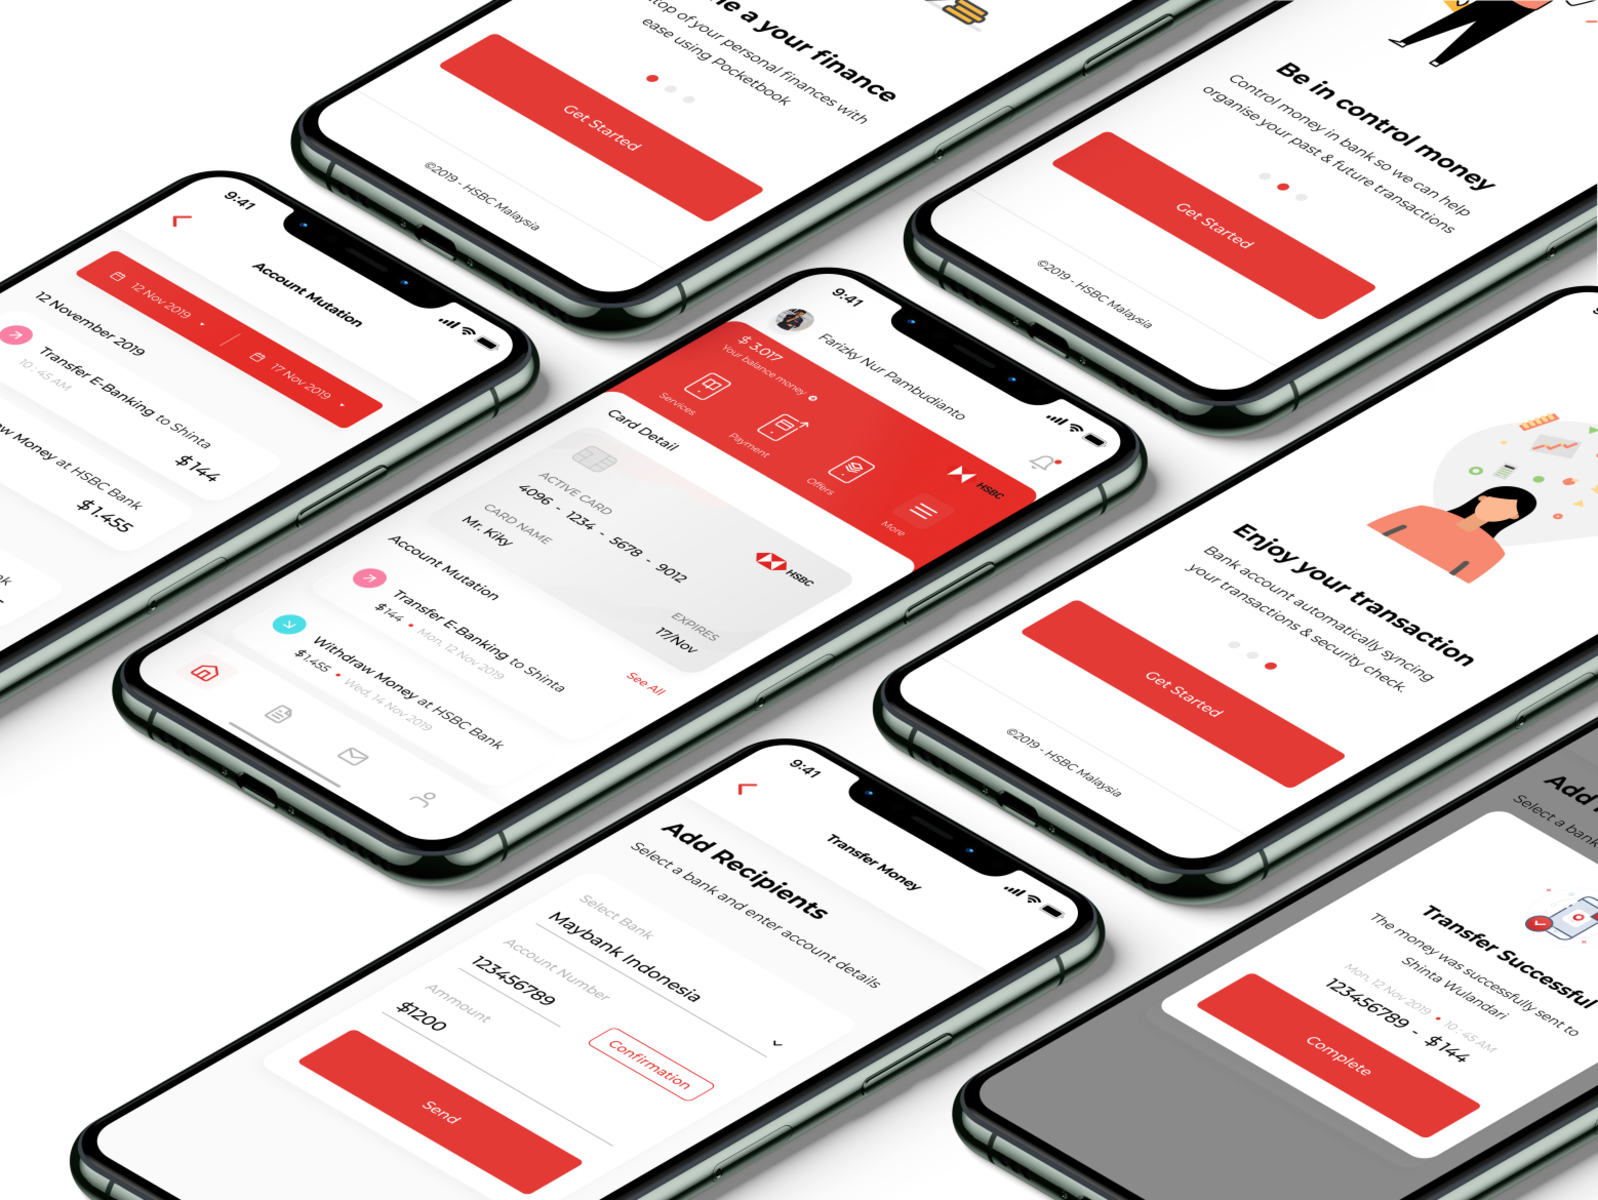 a your finance
top of your personal finances with
ease using Pocketbook
Get Started
©2019 - HSBC Malaysia
Be in control money
Control money in bank so we can help
organise your past & future transactions
Get Started
©2019 - HSBC Malaysia
9:41
Account Mutation
12 Nov 2019
17 Nov 2019
12 November 2019
Transfer E-Banking to Shinta
10 : 45 AM
$144
Money at HSBC Bank
$1.455
9:41
Farizky Nur Pambudianto
$ 3.017
Your balance money
HSBC
Services
Payment
Offers
More
Card Detail
ACTIVE CARD
4096 - 1234 - 5678 - 9012
CARD NAME
Mr. Kiky
HSBC
EXPIRES
17/Nov
Account Mutation
See All
Transfer E-Banking to Shinta
$144 • Mon, 12 Nov 2019
Withdraw Money at HSBC Bank
$1.455 • Wed, 14 Nov 2019
Enjoy your transaction
Bank account automatically syncing
your transactions & security check.
Get Started
©2019 - HSBC Malaysia
9:41
Transfer Money
Add Recipients
Select a bank and enter account details
Select Bank
Maybank Indonesia
Account Number
123456789
Confirmation
Ammount
$1200
Send
Add
Select a bank
Transfer Successful
The money was successfully sent to
Shinta Wulandari
Mon, 12 Nov 2019 • 10 : 45 AM
123456789 - $144
Complete